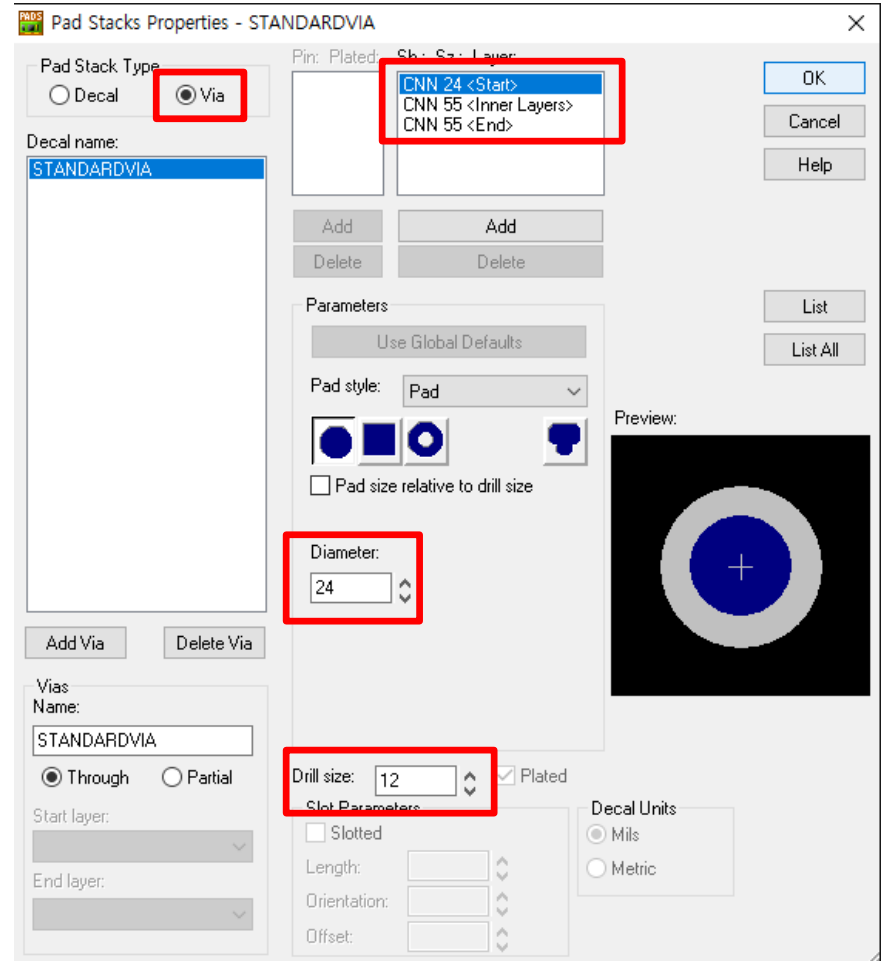 PADS
Pad Stacks Properties - STANDARDVIA
Pad Stack Type
Decal
Via
Decal name:
STANDARDVIA
Pin: Plated:
Sh.: Sz.: Layer:
CNN 24 <Start>
CNN 55 <Inner Layers>
CNN 55 <End>
OK
Cancel
Help
Add
Delete
Add
Delete
List
List All
Parameters
Use Global Defaults
Pad style:
Pad
Pad size relative to drill size
Diameter:
24
Preview:
Add Via
Delete Via
Vias
Name:
STANDARDVIA
Through
Partial
Start layer:
End layer:
Drill size:
12
Plated
Slot Parameters
Slotted
Length:
Orientation:
Offset:
Decal Units
Mils
Metric